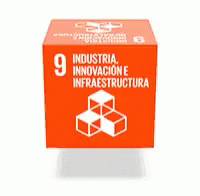 9 INDUSTRIA,
INNOVACIÓN E
INFRAESTRUCTURA